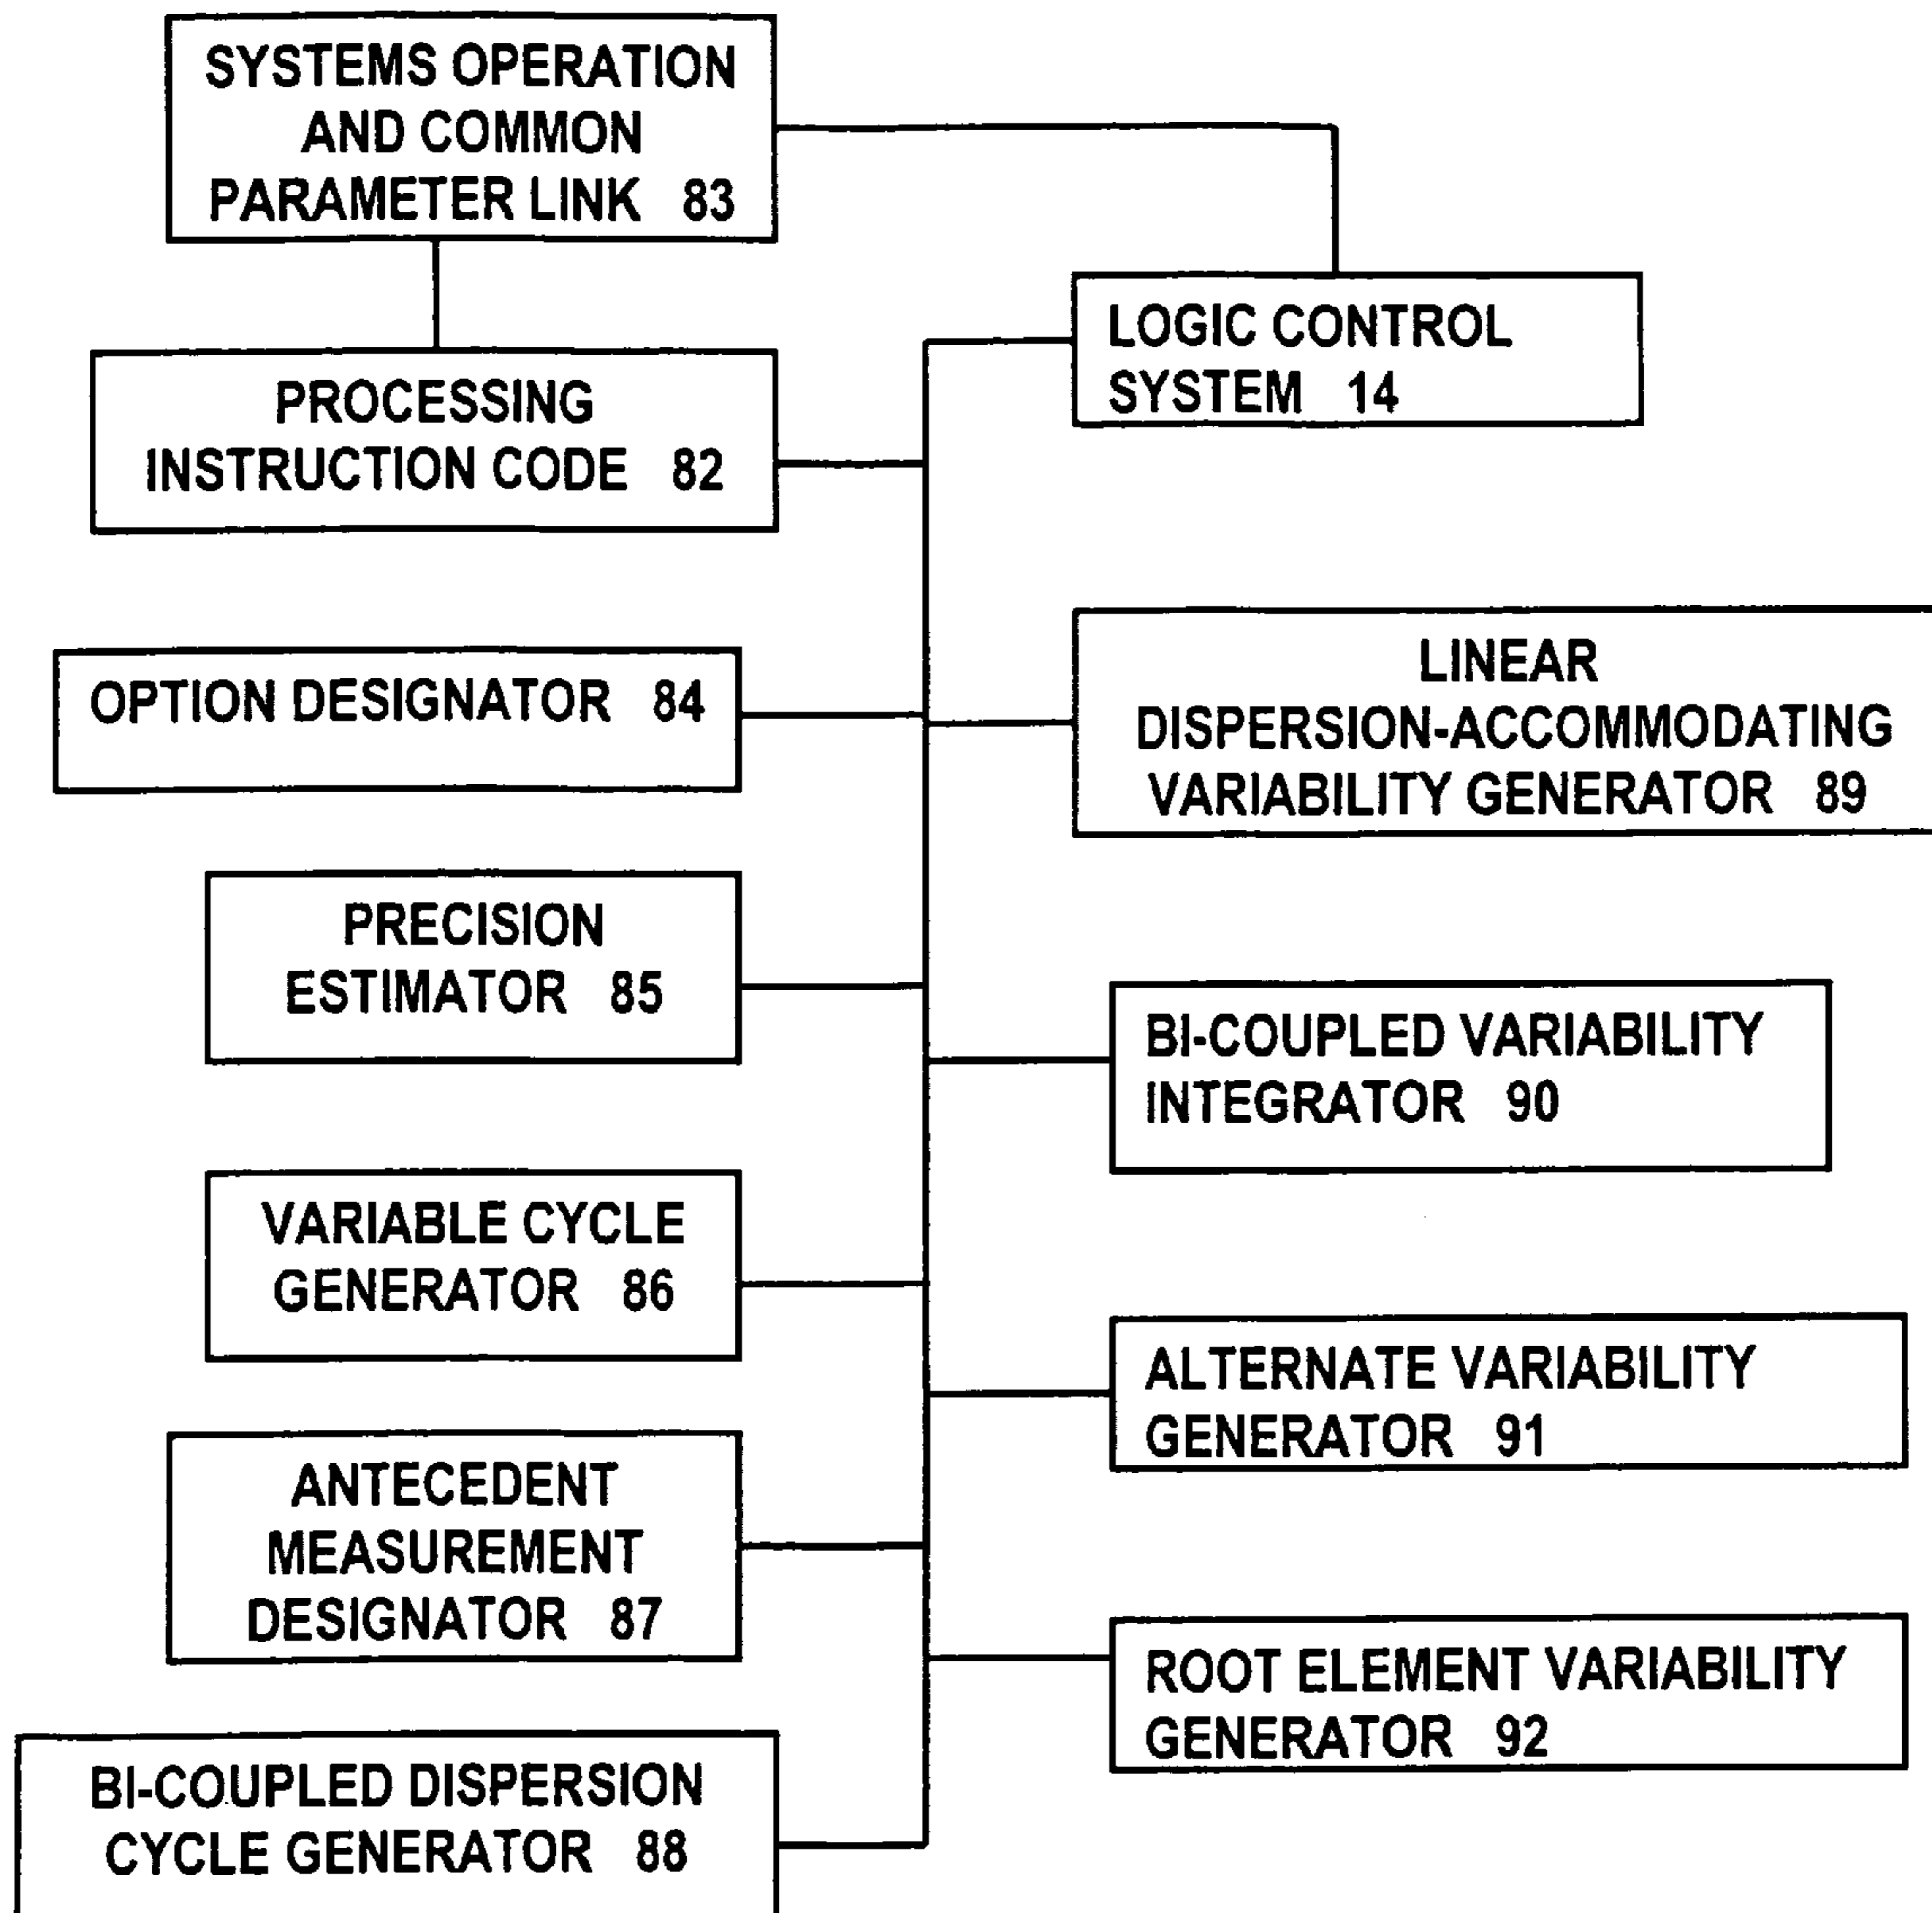 SYSTEMS OPERATION
AND COMMON
PARAMETER LINK 83
LOGIC CONTROL
SYSTEM 14
PROCESSING
INSTRUCTION CODE 82
OPTION DESIGNATOR 84
LINEAR
DISPERSION-ACCOMMODATING
VARIABILITY GENERATOR 89
PRECISION
ESTIMATOR 85
BI-COUPLED VARIABILITY
INTEGRATOR 90
VARIABLE CYCLE
GENERATOR 86
ALTERNATE VARIABILITY
GENERATOR 91
ANTECEDENT
MEASUREMENT
DESIGNATOR 87
ROOT ELEMENT VARIABILITY
GENERATOR 92
BI-COUPLED DISPERSION
CYCLE GENERATOR 88